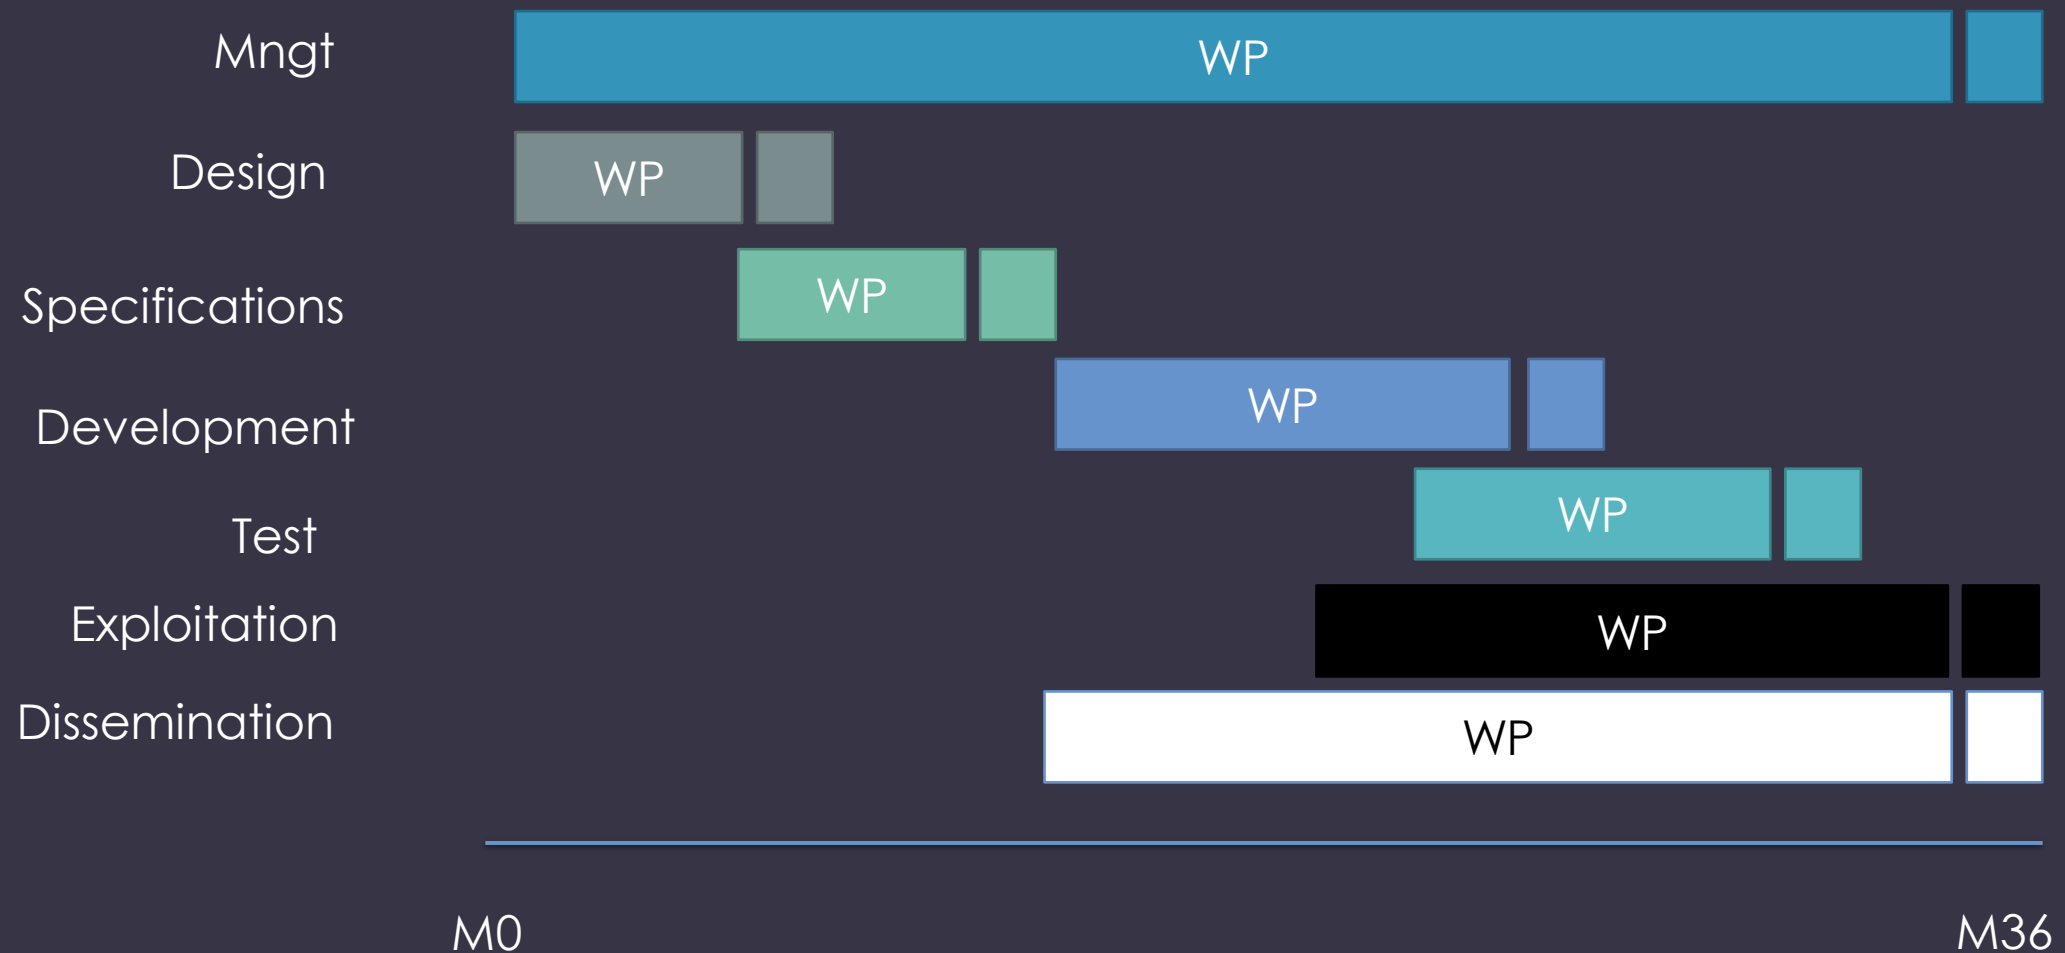 Mngt WP
Design WP
Specifications WP
Development WP
Test WP
Exploitation WP
Dissemination WP
M0 M36